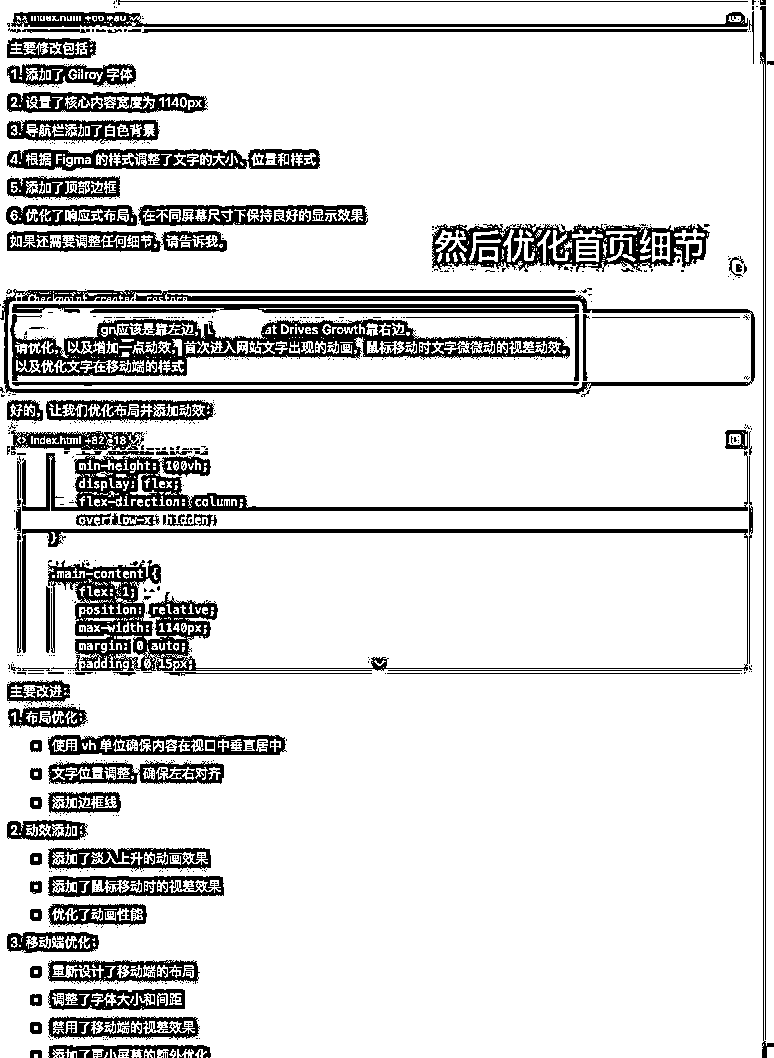 index.html +66 +80
主要修改包括：
1. 添加了 Gilroy 字体
2. 设置了核心内容宽度为 1140px
3. 导航栏添加了白色背景
4. 根据 Figma 的样式调整了文字的大小、位置和样式
5. 添加了顶部边框
6. 优化了响应式布局，在不同屏幕尺寸下保持良好的显示效果
如果还需要调整任何细节，请告诉我。
然后优化首页细节
Checkpoint created restore
gn应该是靠左边，at Drives Growth靠右边。
请优化、以及增加一点动效，首次进入网站文字出现的动画，鼠标移动时文字微微动的视差动效。
以及优化文字在移动端的样式
好的，让我们优化布局并添加动效：
index.html +82 -18
min-height: 100vh;
display: flex;
flex-direction: column;
overflow-x: hidden;
}
.main-content {
flex: 1;
position: relative;
max-width: 1140px;
margin: 0 auto;
padding: 0 15px;
主要改进：
1. 布局优化：
使用 vh 单位确保内容在视口中垂直居中
文字位置调整，确保左右对齐
添加边框线
2. 动效添加：
添加了淡入上升的动画效果
添加了鼠标移动时的视差效果
优化了动画性能
3. 移动端优化：
重新设计了移动端的布局
调整了字体大小和间距
禁用了移动端的视差效果
添加了更小屏幕的额外优化